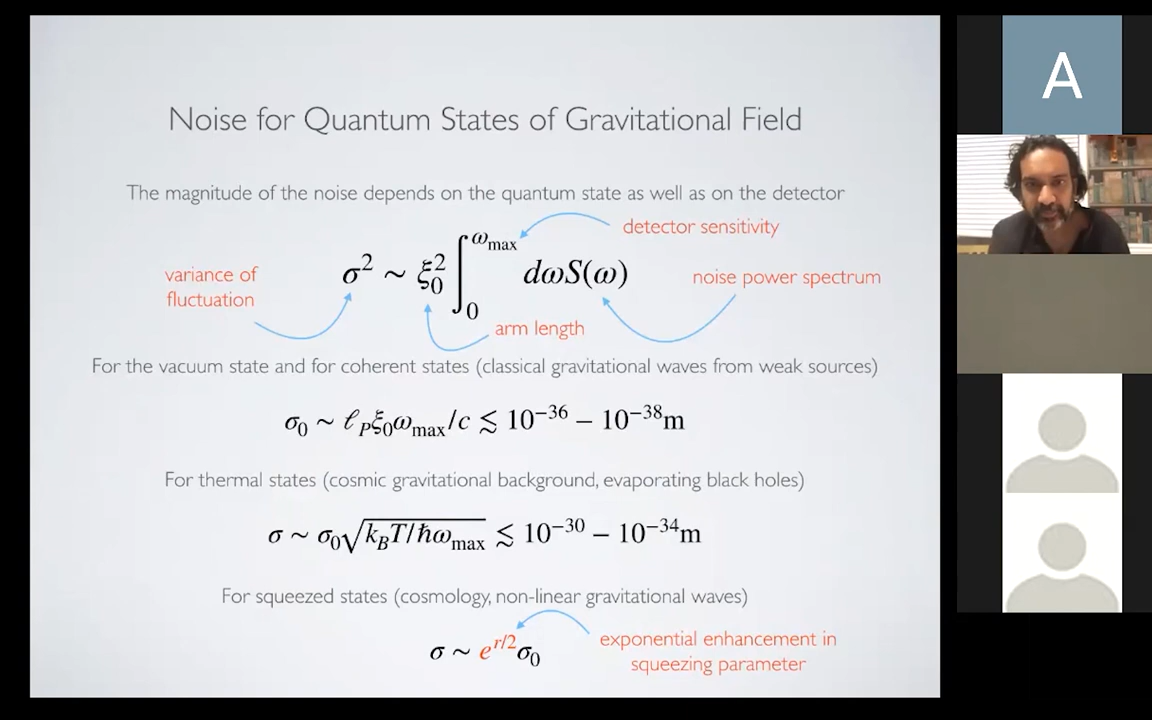 Noise for Quantum States of Gravitational Field
The magnitude of the noise depends on the quantum state as well as on the detector
detector sensitivity
variance of
fluctuation
σ² ~ ξ₀² ∫₀^ω_max dωS(ω)
noise power spectrum
arm length
For the vacuum state and for coherent states (classical gravitational waves from weak sources)
σ₀ ~ ℓ_P ξ₀ω_max/c ≲ 10⁻³⁶ – 10⁻³⁸m
For thermal states (cosmic gravitational background, evaporating black holes)
σ ~ σ₀√(k_BT/ħω_max) ≲ 10⁻³⁰ – 10⁻³⁴m
For squeezed states (cosmology, non-linear gravitational waves)
σ ~ e^{r/2}σ₀
exponential enhancement in
squeezing parameter
A